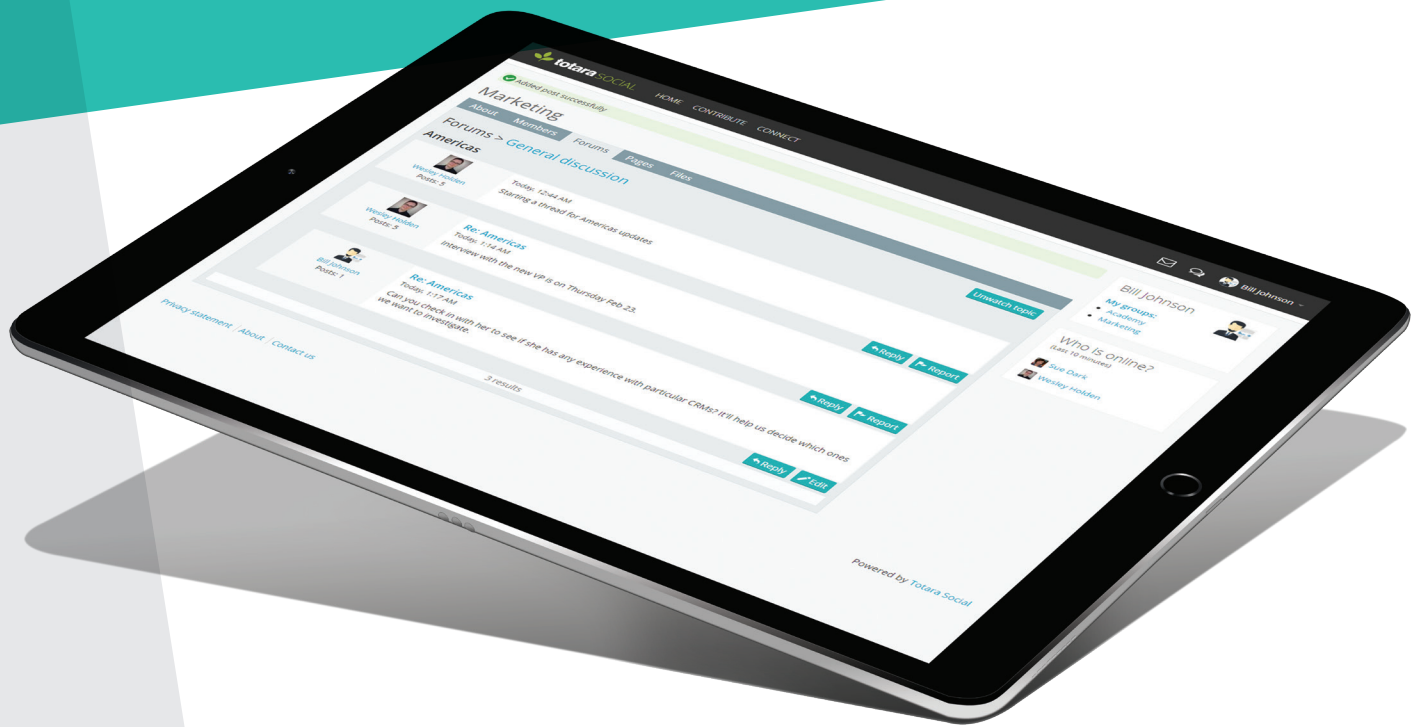 totara SOCIAL HOME CONTRIBUTE CONNECT
Bill Johnson
Added post successfully
Marketing
About Members Forums Pages Files
Forums > General discussion
Americas
Unwatch topic
Wesley Holden
Posts: 5
Today, 12:44 AM
Starting a thread for Americas updates
Reply Report
Wesley Holden
Posts: 5
Re: Americas
Today, 1:14 AM
Interview with the new VP is on Thursday Feb 23.
Reply Report
Bill Johnson
Posts: 1
Re: Americas
Today, 1:17 AM
Can you check in with her to see if she has any experience with particular CRMs? It'll help us decide which ones
we want to investigate.
Reply Edit
3 results
Bill Johnson
My groups:
Academy
Marketing
Who is online?
(Last 10 minutes)
Sue Dark
Wesley Holden
Privacy statement | About | Contact us
Powered by Totara Social